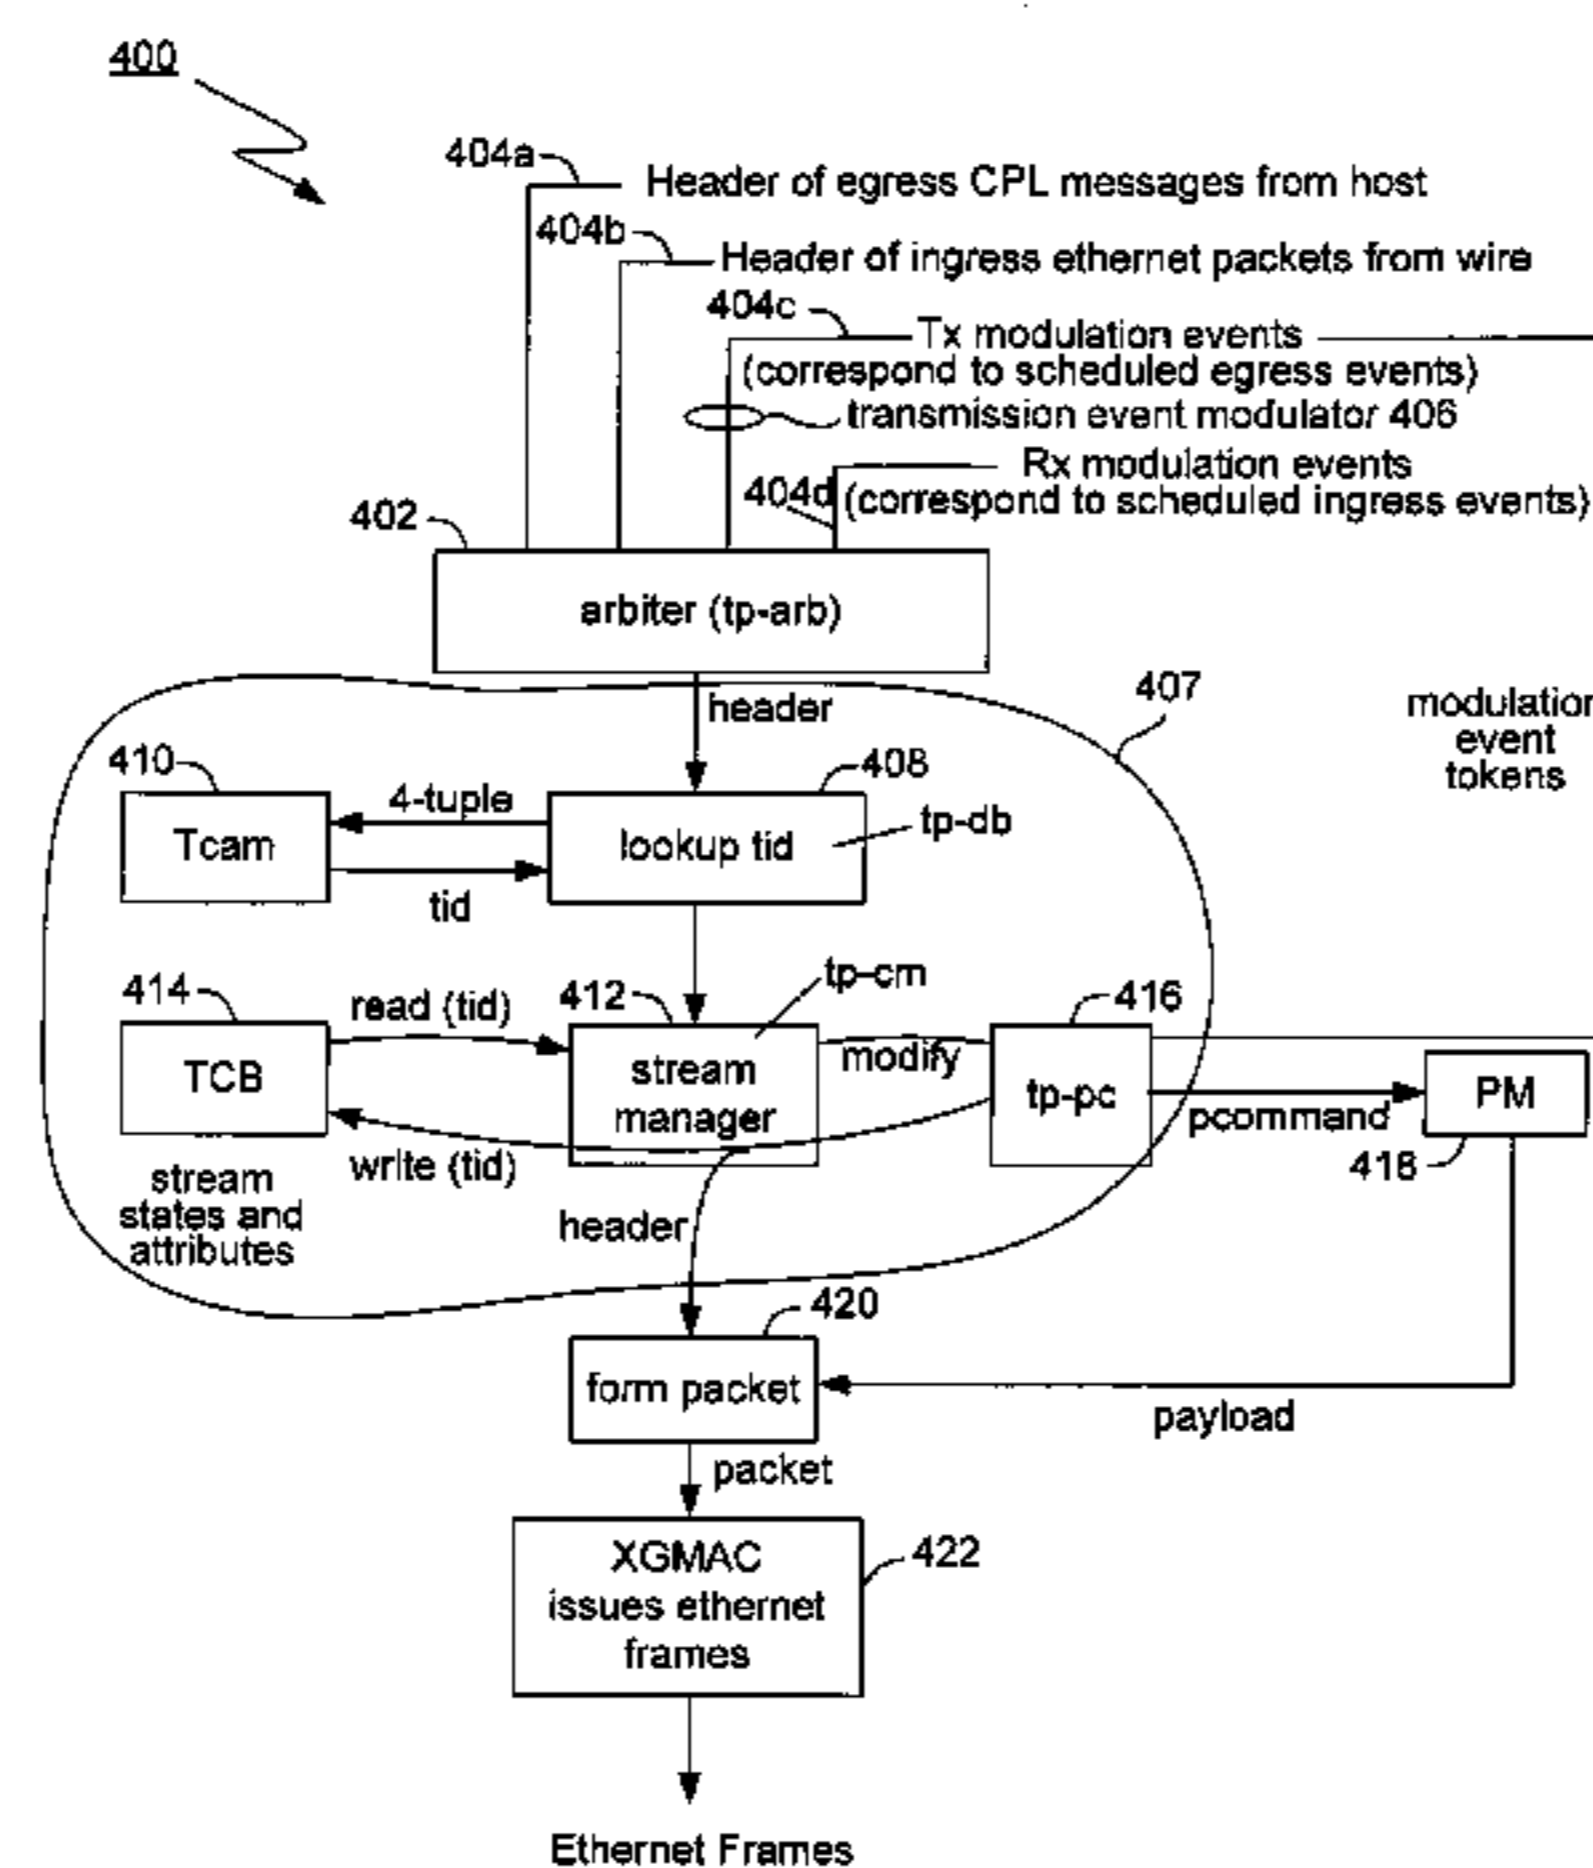 400
404a
Header of egress CPL messages from host
404b
Header of ingress ethernet packets from wire
404c
Tx modulation events
(correspond to scheduled egress events)
transmission event modulator 406
Rx modulation events
404d
(correspond to scheduled ingress events)
402
arbiter (tp-arb)
header
407
modulation
event
tokens
410
408
4-tuple
Tcam
lookup tid
tp-db
tid
414
read (tid)
412
tp-cm
416
TCB
stream
manager
modify
tp-pc
pcommand
PM
418
write (tid)
stream
states and
attributes
header
420
form packet
payload
packet
XGMAC
issues ethernet
frames
422
Ethernet Frames